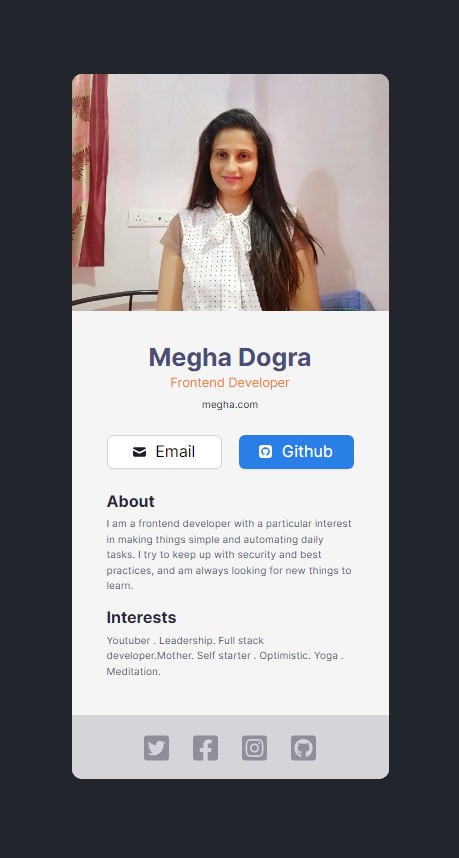 Megha Dogra
Frontend Developer
megha.com
Email Github
About
I am a frontend developer with a particular interest
in making things simple and automating daily
tasks. I try to keep up with security and best
practices, and am always looking for new things to
learn.
Interests
Youtuber . Leadership. Full stack
developer.Mother. Self starter . Optimistic. Yoga .
Meditation.